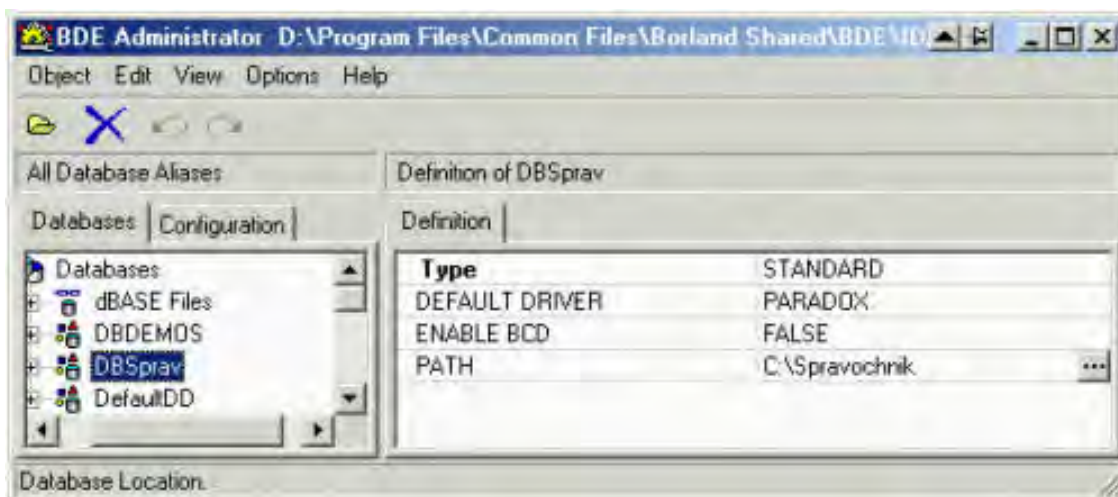 BDE Administrator D:\Program Files\Common Files\Borland Shared\BDE\ID
Object Edit View Options Help
All Database Aliases
Definition of DBSprav
Databases Configuration
Definition
Databases
dBASE Files
DBDEMOS
DBSprav
DefaultDD
Type STANDARD
DEFAULT DRIVER PARADOX
ENABLE BCD FALSE
PATH C:\Spravochnik
Database Location.